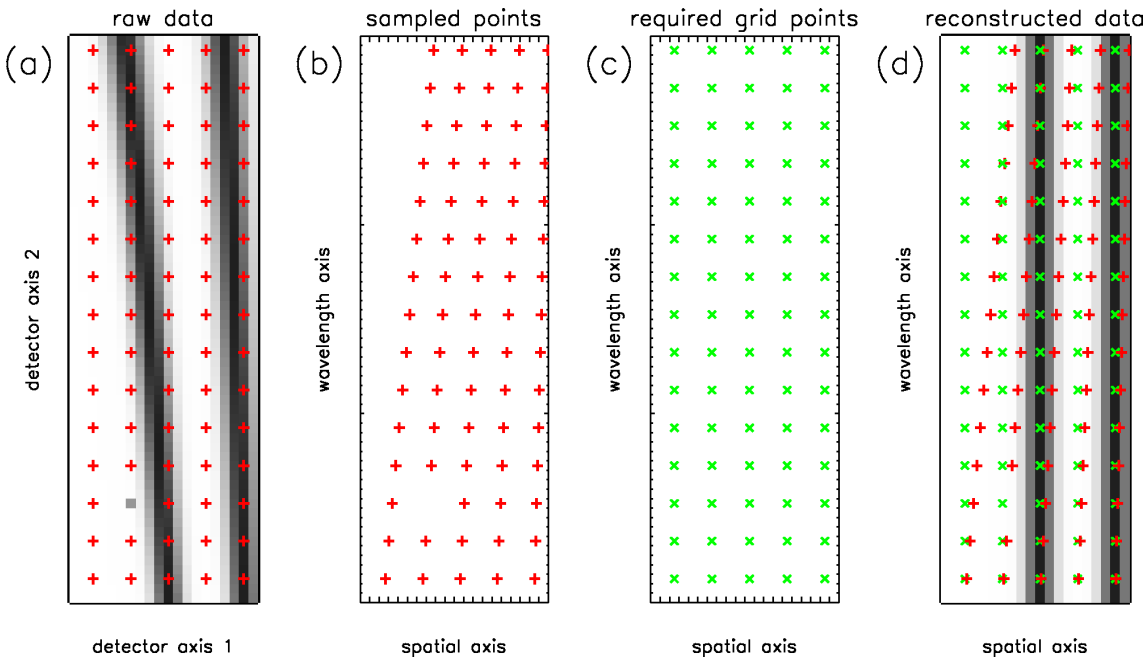 raw data
sampled points
required grid points
reconstructed data
(a)
(b)
(c)
(d)
detector axis 2
wavelength axis
wavelength axis
wavelength axis
detector axis 1
spatial axis
spatial axis
spatial axis